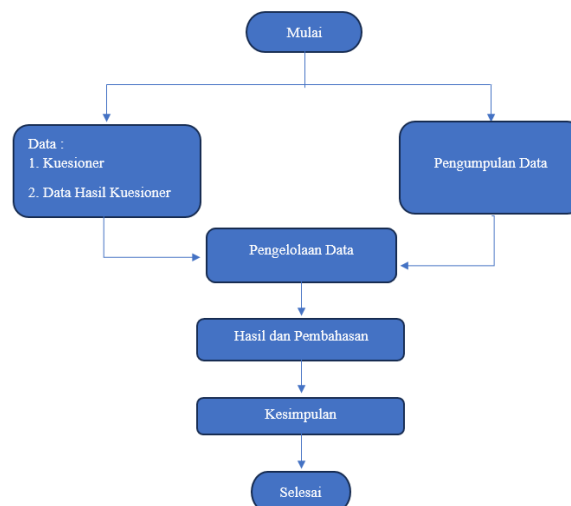 Mulai
Data :
1. Kuesioner
2. Data Hasil Kuesioner
Pengumpulan Data
Pengelolaan Data
Hasil dan Pembahasan
Kesimpulan
Selesai